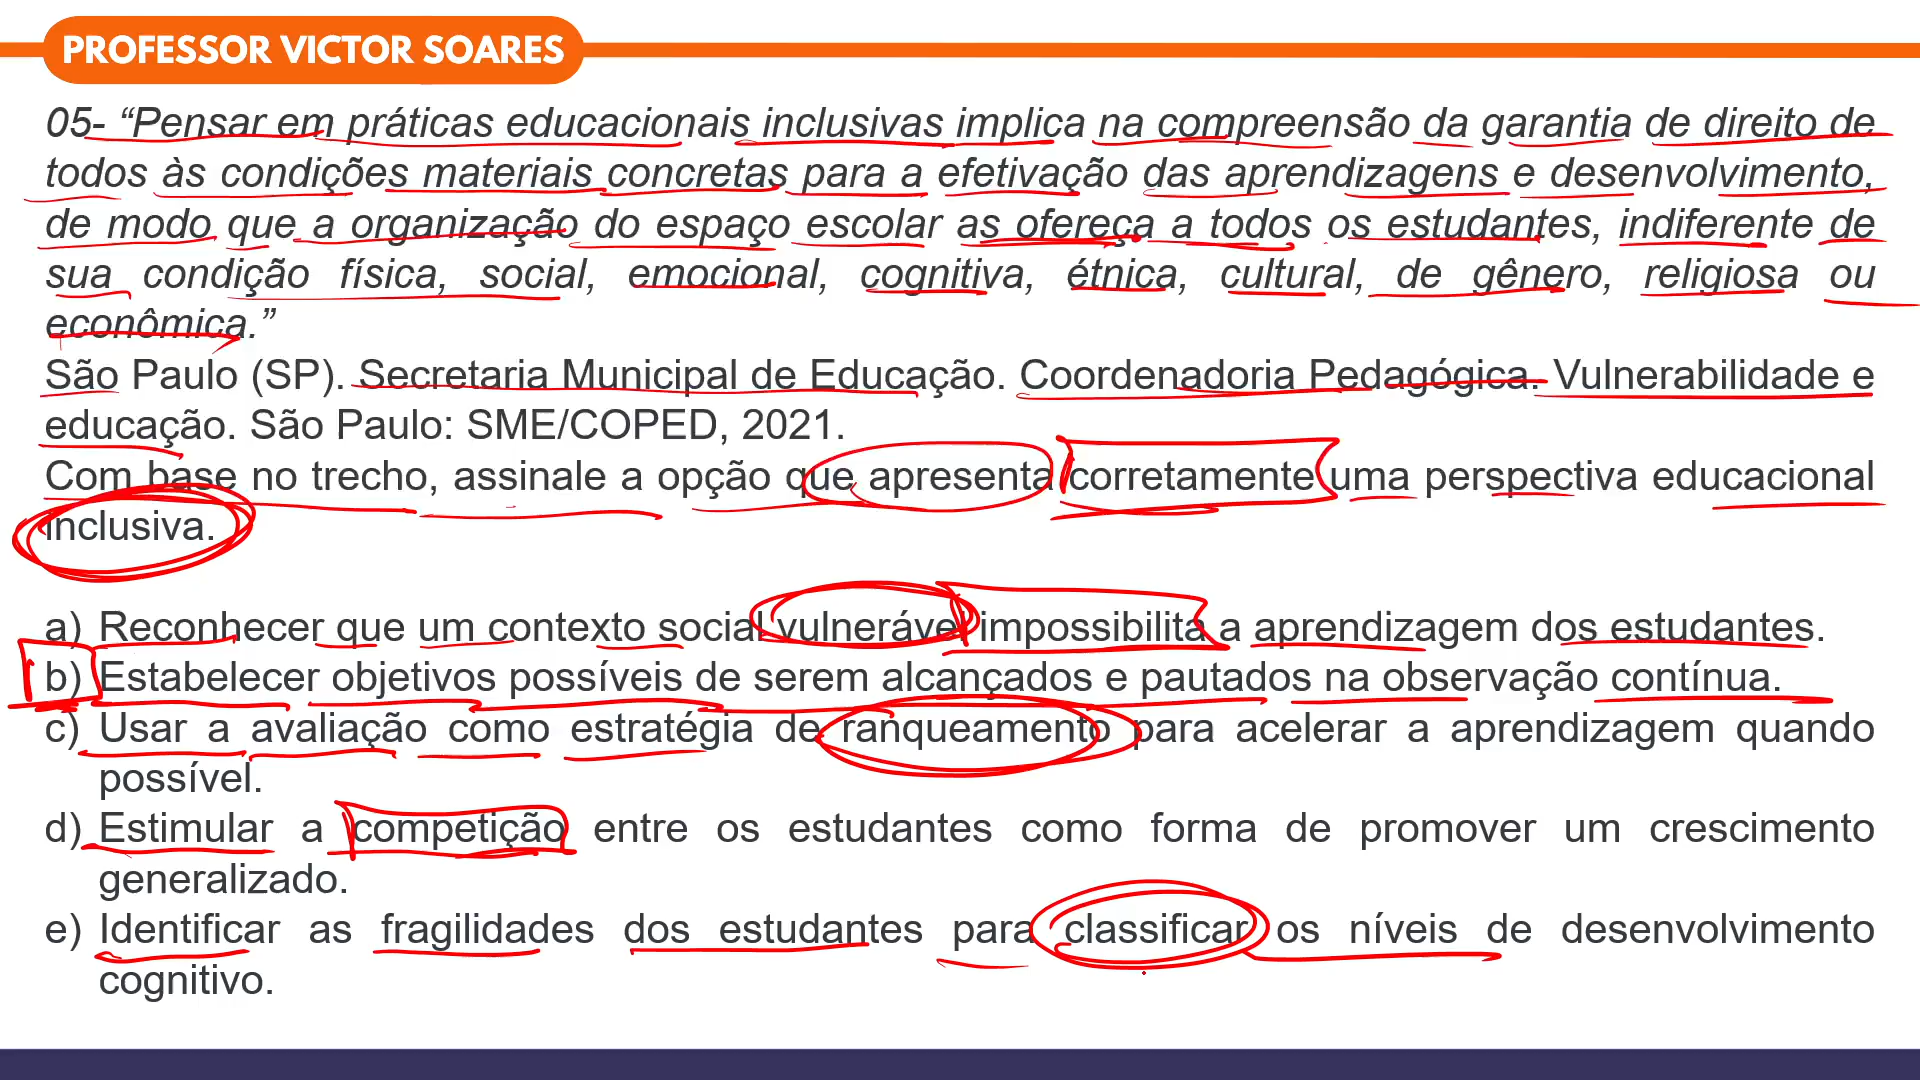 PROFESSOR VICTOR SOARES
05- “Pensar em práticas educacionais inclusivas implica na compreensão da garantia de direito de
todos às condições materiais concretas para a efetivação das aprendizagens e desenvolvimento,
de modo que a organização do espaço escolar as ofereça a todos os estudantes, indiferente de
sua condição física, social, emocional, cognitiva, étnica, cultural, de gênero, religiosa ou
econômica.”
São Paulo (SP). Secretaria Municipal de Educação. Coordenadoria Pedagógica. Vulnerabilidade e
educação. São Paulo: SME/COPED, 2021.
Com base no trecho, assinale a opção que apresenta corretamente uma perspectiva educacional
inclusiva.
a) Reconhecer que um contexto social vulnerável impossibilita a aprendizagem dos estudantes.
b) Estabelecer objetivos possíveis de serem alcançados e pautados na observação contínua.
c) Usar a avaliação como estratégia de ranqueamento para acelerar a aprendizagem quando
possível.
d) Estimular a competição entre os estudantes como forma de promover um crescimento
generalizado.
e) Identificar as fragilidades dos estudantes para classificar os níveis de desenvolvimento
cognitivo.